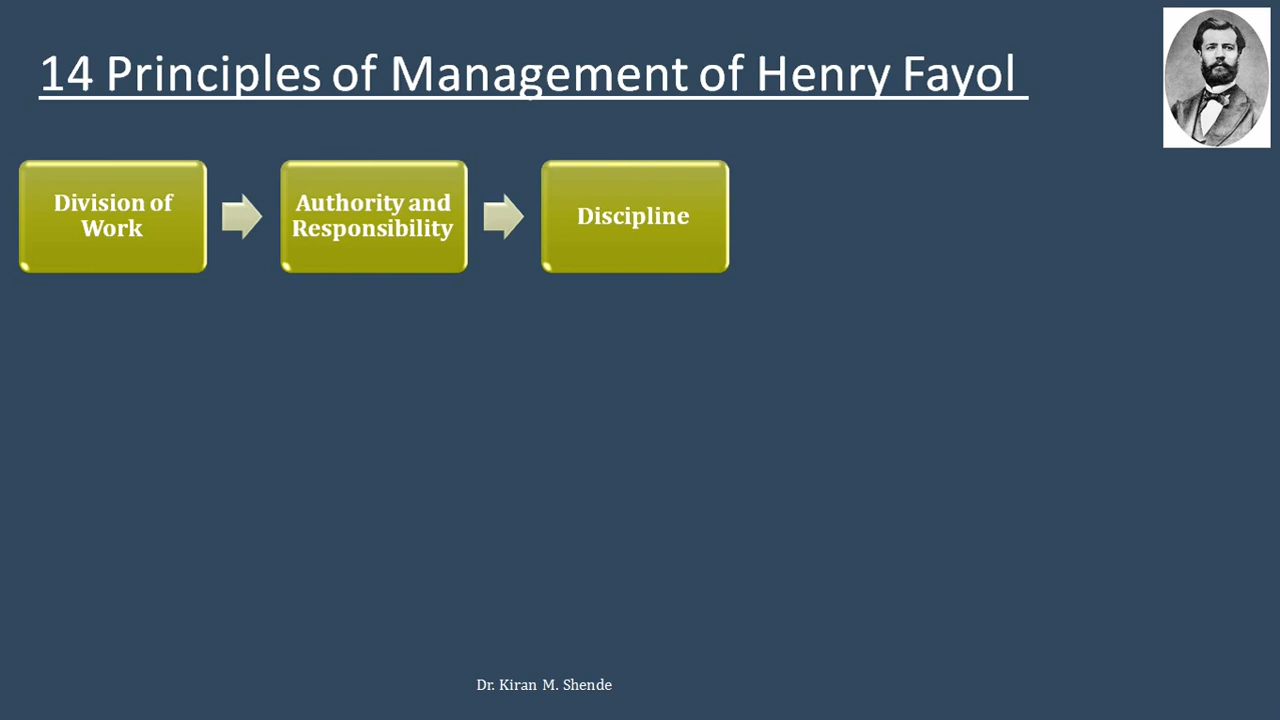 14 Principles of Management of Henry Fayol
Division of
Work
Authority and
Responsibility
Discipline
Dr. Kiran M. Shende